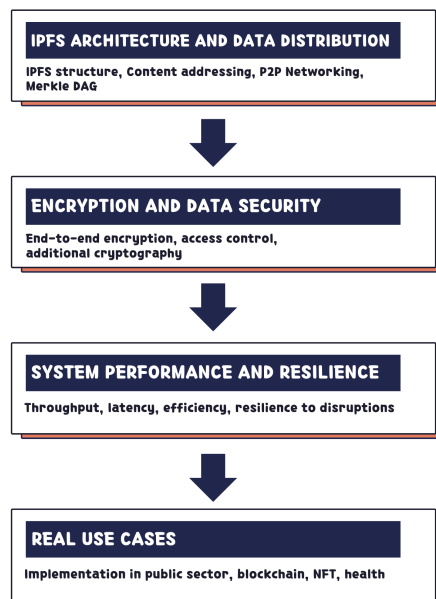 IPFS ARCHITECTURE AND DATA DISTRIBUTION
IPFS structure, Content addressing, P2P Networking,
Merkle DAG
ENCRYPTION AND DATA SECURITY
End-to-end encryption, access control,
additional cryptography
SYSTEM PERFORMANCE AND RESILIENCE
Throughput, latency, efficiency, resilience to disruptions
REAL USE CASES
Implementation in public sector, blockchain, NFT, health